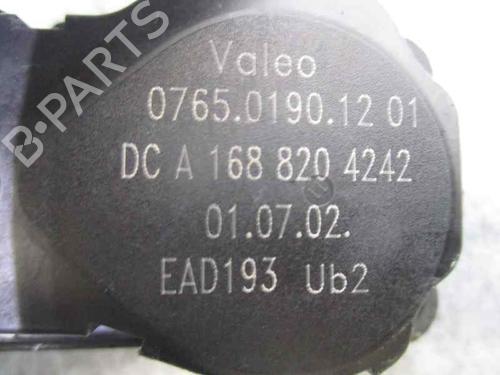 B-PARTS
Valeo
0765.0190.12 01
DC A 168 820 4242
01.07.02.
EAD193 Ub2